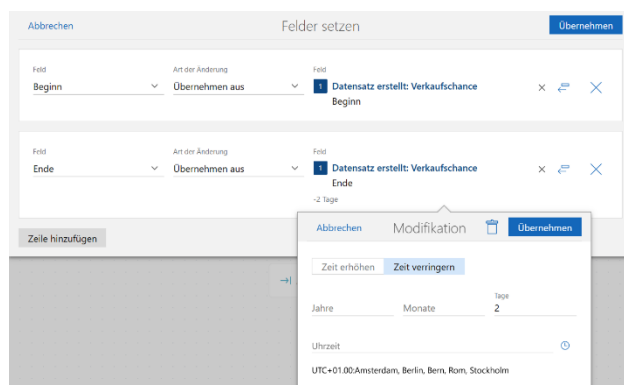 Abbrechen
Felder setzen
Übernehmen
Feld
Art der Änderung
Feld
Beginn
Übernehmen aus
1 Datensatz erstellt: Verkaufschance
Beginn
Feld
Art der Änderung
Feld
Ende
Übernehmen aus
1 Datensatz erstellt: Verkaufschance
Ende
-2 Tage
Zeile hinzufügen
Abbrechen
Modifikation
Übernehmen
Zeit erhöhen
Zeit verringern
Jahre
Monate
Tage
2
Uhrzeit
UTC+01.00:Amsterdam, Berlin, Bern, Rom, Stockholm